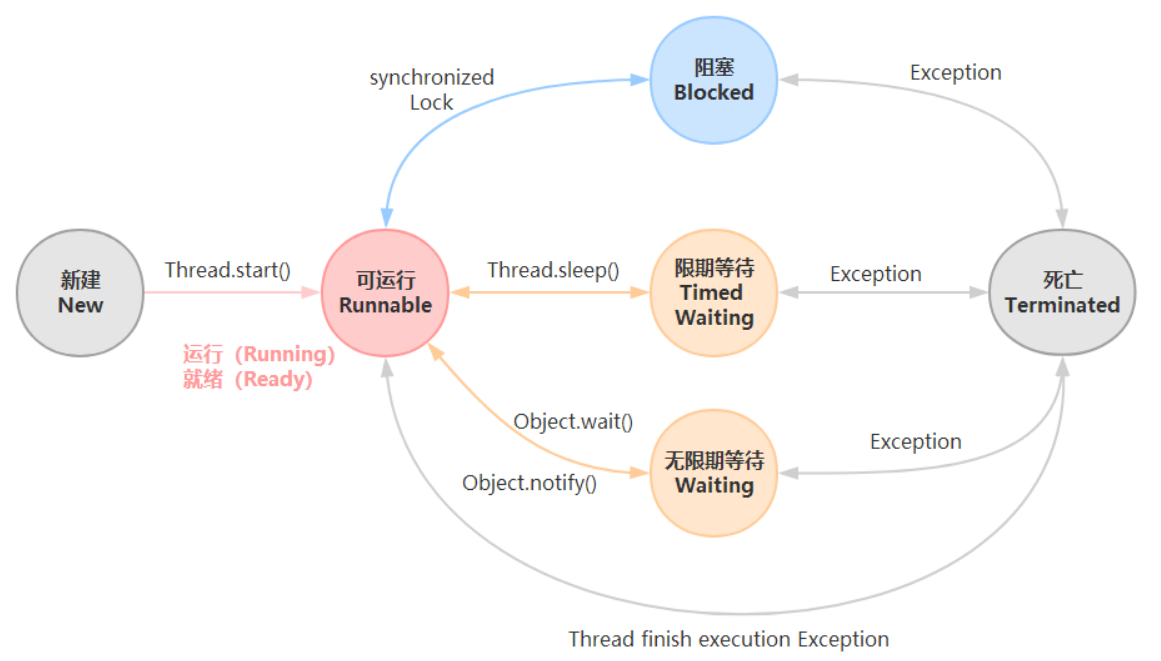 阻塞
Blocked
synchronized
Lock
Exception
新建
New
Thread.start()
可运行
Runnable
Thread.sleep()
限期等待
Timed
Waiting
Exception
死亡
Terminated
运行（Running）
就绪（Ready）
Object.wait()
Object.notify()
无限期等待
Waiting
Exception
Thread finish execution Exception